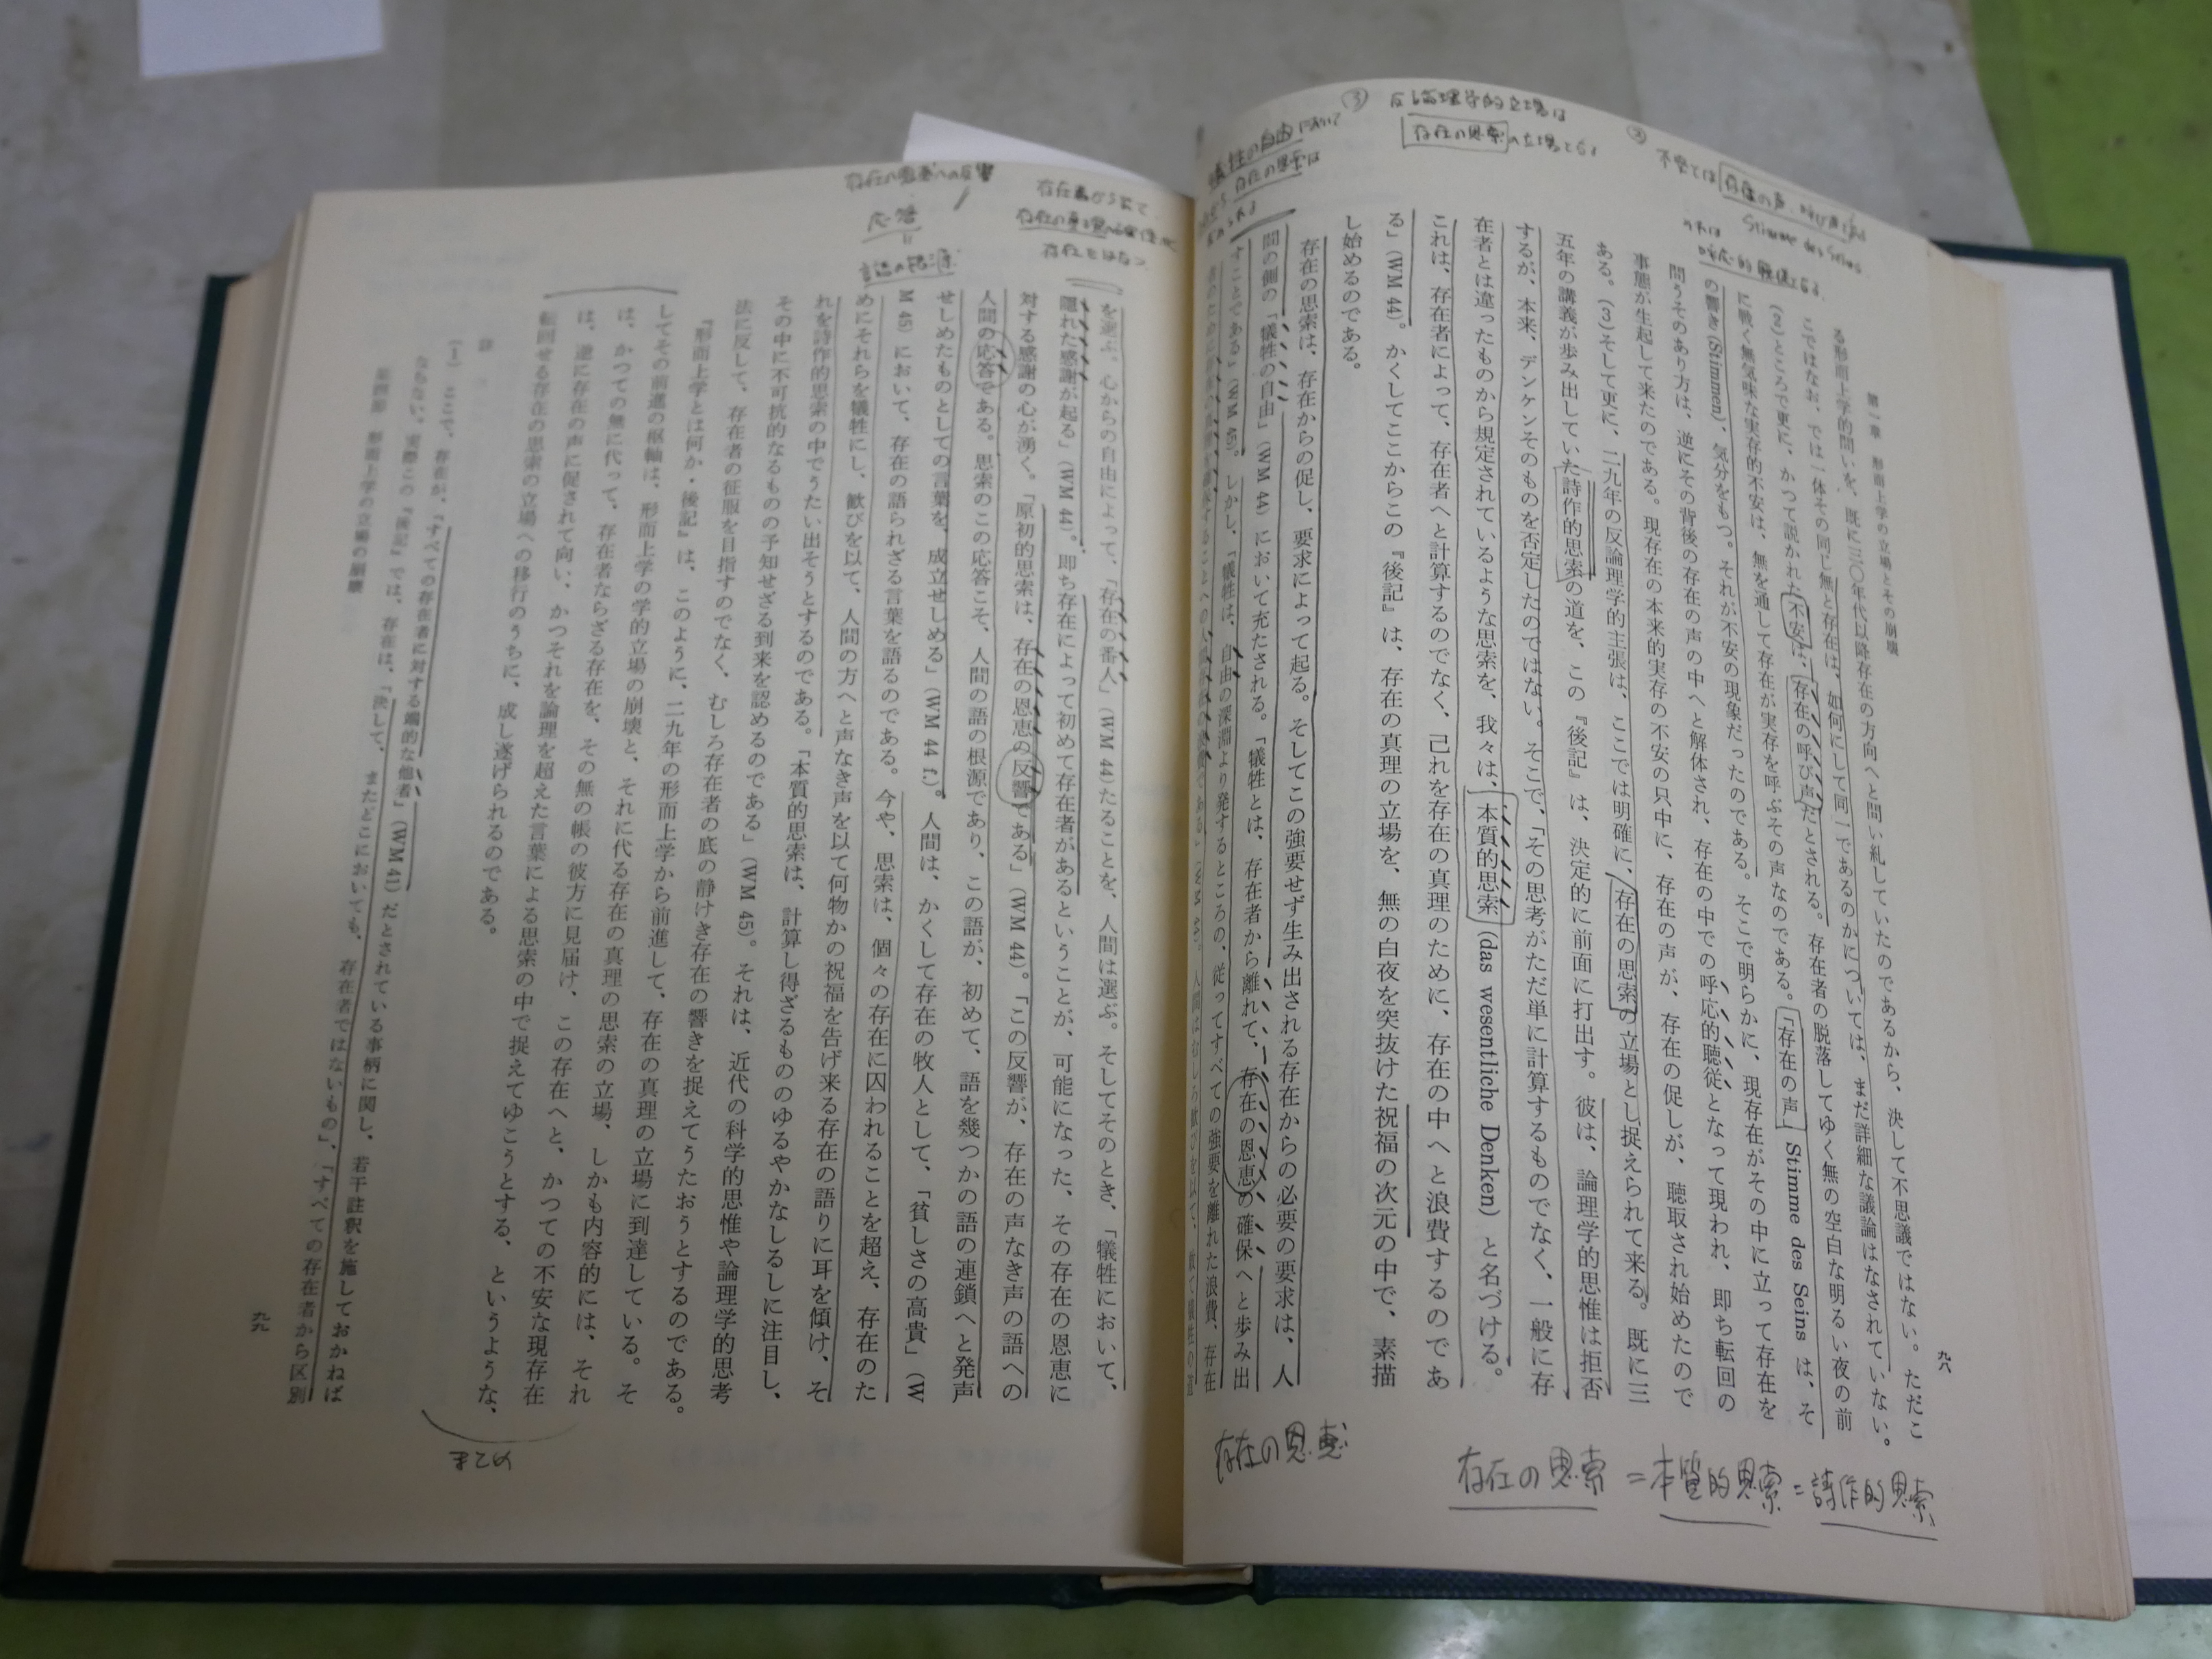 第一章 形而上学の立場とその崩壊
九八
る形而上学的問いを、既に三〇年代以降存在の方向へと問い糺していたのであるから、決して不思議ではない。ただこ
こではなお、では一体その同じ無と存在は、如何にして同一であるのかについては、まだ詳細な議論はなされていない。
(2)ところで更に、かつて説かれた不安は、「存在の呼び声」だとされる。存在者の脱落してゆく無の空白な明るい夜の前
に戦く無気味な実存的不安は、無を通して存在が実存を呼ぶその声なのである。「存在の声」Stimme des Seins は、そ
の響き(Stimmen)、気分をもつ。それが不安の現象だったのである。そこで明らかに、現存在がその中に立って存在を
問うそのあり方は、逆にその背後の存在の声の中へと解体され、存在の中での呼応的聴従となって現われ、即ち転回の
事態が生起して来たのである。現存在の本来的実存の不安の只中に、存在の声が、存在の促しが、聴取され始めたので
ある。(3)そして更に、二九年の反論理学的主張は、ここでは明確に、存在の思索の立場とし捉えられて来る。既に三
五年の講義が歩み出していた詩作的思索の道を、この『後記』は、決定的に前面に打出す。彼は、論理学的思惟は拒否
するが、本来、デンケンそのものを否定したのではない。そこで、「その思考がただ単に計算するものでなく、一般に存
在者とは違ったものから規定されているような思索を、我々は、本質的思索(das wesentliche Denken)と名づける。
これは、存在者によって、存在者へと計算するのでなく、己れを存在の真理のために、存在の中へと浪費するのであ
る」(WM 44)。かくしてここからこの『後記』は、存在の真理の立場を、無の白夜を突抜けた祝福の次元の中で、素描
し始めるのである。
存在の思索は、存在からの促し、要求によって起る。そしてこの強要せず生み出される存在からの必要の要求は、人
間の側の「犠牲の自由」(WM 44)において充たされる。「犠牲とは、存在者から離れて、存在の恩恵の確保へと歩み出
すことである」(WM 45)。しかし、「犠牲は、自由の深淵より発するところの、従ってすべての強要を離れた浪費、存在
を選ぶ。心からの自由によって、「存在の番人」(WM 44)たることを、人間は選ぶ。そしてそのとき、「犠牲において、
隠れた感謝が起る」(WM 44)。即ち存在によって初めて存在者があるということが、可能になった、その存在の恩恵に
対する感謝の心が湧く。「原初的思索は、存在の恩恵の反響である」(WM 44)。「この反響が、存在の声なき声の語への
人間の応答である。思索のこの応答こそ、人間の語の根源であり、この語が、初めて、語を幾つかの語の連鎖へと発声
せしめたものとしての言葉を、成立せしめる」(WM 44 f.)。人間は、かくして存在の牧人として、「貧しさの高貴」(W
M 45)において、存在の語られざる言葉を語るのである。今や、思索は、個々の存在に囚われることを超え、存在のた
めにそれらを犠牲にし、歓びを以て、人間の方へと声なき声を以て何物かの祝福を告げ来る存在の語りに耳を傾け、そ
れを詩作的思索の中でうたい出そうとするのである。「本質的思索は、計算し得ざるもののゆるやかなしるしに注目し、
その中に不可抗的なるものの予知せざる到来を認めるのである」(WM 45)。それは、近代の科学的思惟や論理学的思考
法に反して、存在者の征服を目指すのでなく、むしろ存在者の底の静けき存在の響きを捉えてうたおうとするのである。
『形而上学とは何か・後記』は、このように、二九年の形而上学から前進して、存在の真理の立場に到達している。そ
してその前進の枢軸は、形而上学の学的立場の崩壊と、それに代る存在の真理の思索の立場、しかも内容的には、それ
は、かつての無に代って、存在者ならざる存在を、その無の帳の彼方に見届け、この存在へと、かつての不安な現存在
は、逆に存在の声に促されて向い、かつそれを論理を超えた言葉による思索の中で捉えてゆこうとする、というような、
転回せる存在の思索の立場への移行のうちに、成し遂げられるのである。
註
(1) ここで、存在が、「すべての存在者に対する端的な他者」(WM 41)だとされている事柄に関し、若干註釈を施しておかねば
ならない。実際この『後記』では、存在は、「決して、またどこにおいても、存在者ではないもの」、「すべての存在者から区別
第四節 形而上学の立場の崩壊
九九
③ 反論理学的立場は
存在の思索の立場となる
② 不安とは存在の声、呼び声となる
Stimme des Seins
それは
呼応的聴従となる
犠牲の自由において
存在の思索は
応答
=
言語の根源
存在の恩恵
存在の思索=本質的思索=詩作的思索
まとめ